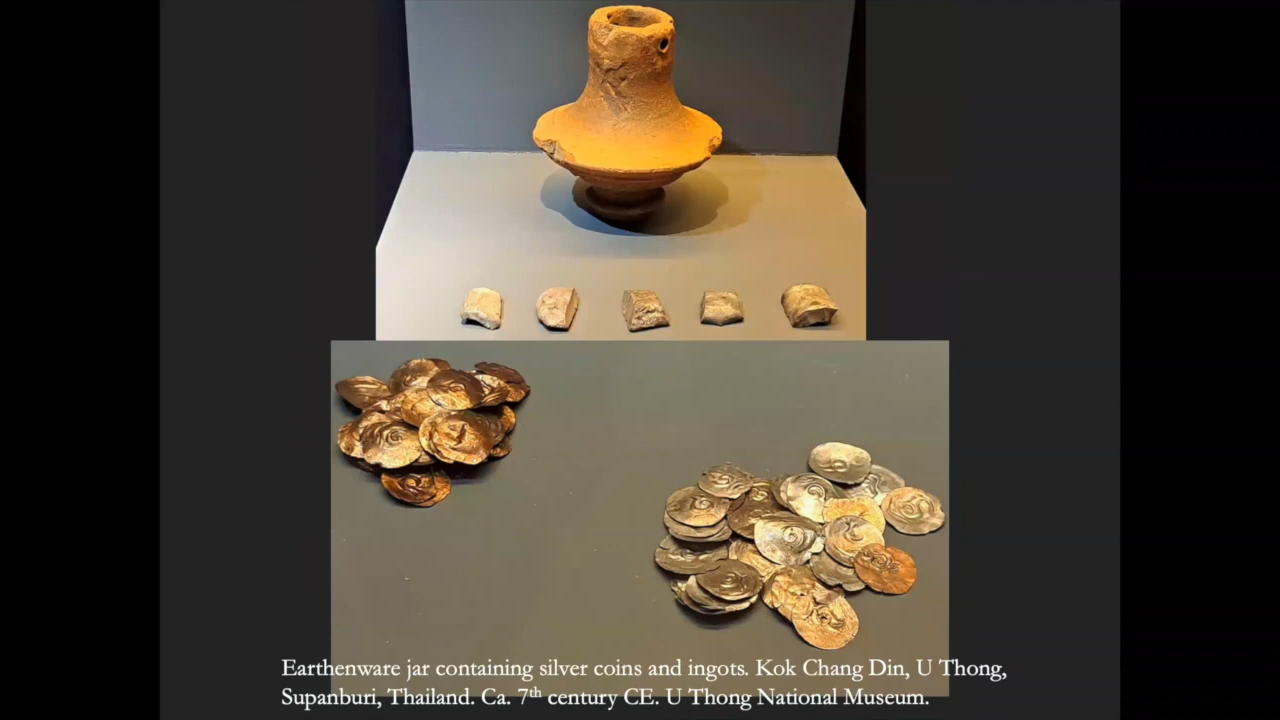 Earthenware jar containing silver coins and ingots. Kok Chang Din, U Thong,
Supanburi, Thailand. Ca. 7th century CE. U Thong National Museum.